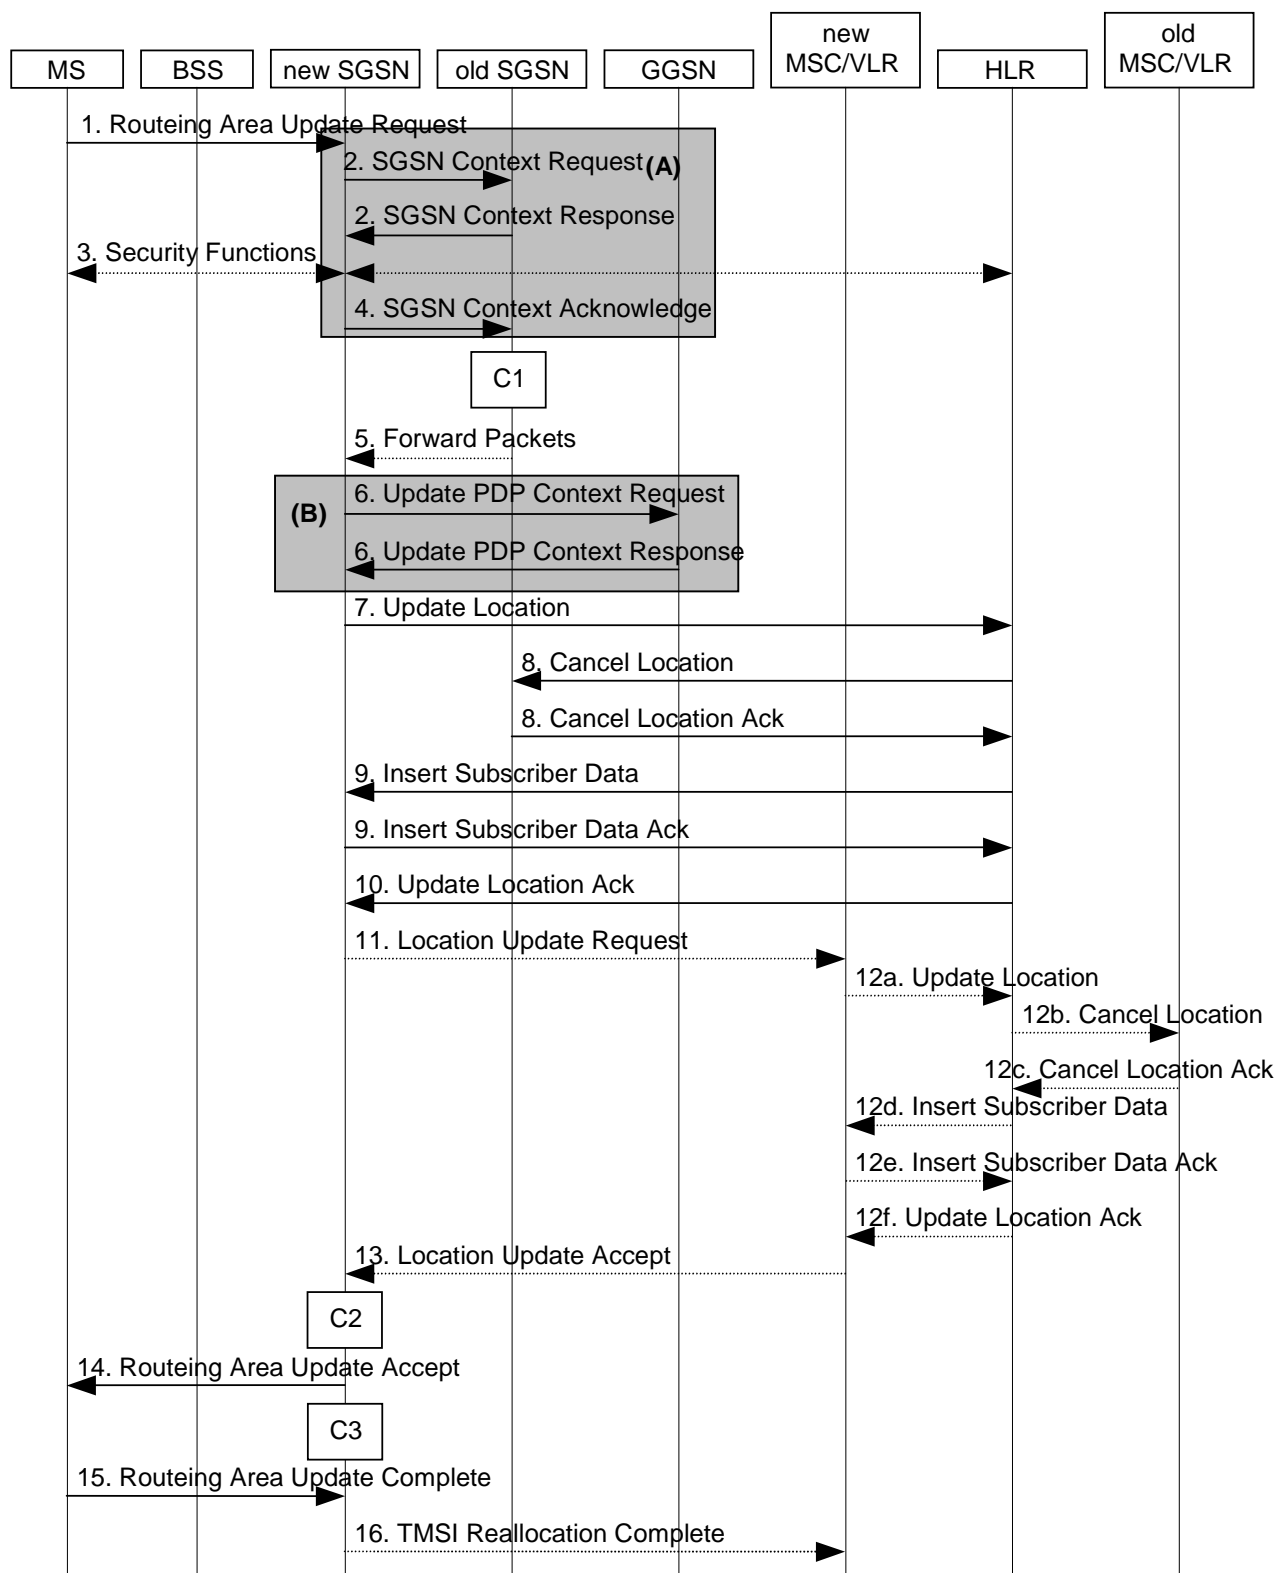 new
MSC/VLR
old
MSC/VLR
MS
BSS
new SGSN
old SGSN
GGSN
HLR
1. Routeing Area Update Request
2. SGSN Context Request
(A)
2. SGSN Context Response
3. Security Functions
4. SGSN Context Acknowledge
C1
5. Forward Packets
6. Update PDP Context Request
(B)
6. Update PDP Context Response
7. Update Location
8. Cancel Location
8. Cancel Location Ack
9. Insert Subscriber Data
9. Insert Subscriber Data Ack
10. Update Location Ack
11. Location Update Request
12a. Update Location
12b. Cancel Location
12c. Cancel Location Ack
12d. Insert Subscriber Data
12e. Insert Subscriber Data Ack
12f. Update Location Ack
13. Location Update Accept
C2
14. Routeing Area Update Accept
C3
15. Routeing Area Update Complete
16. TMSI Reallocation Complete